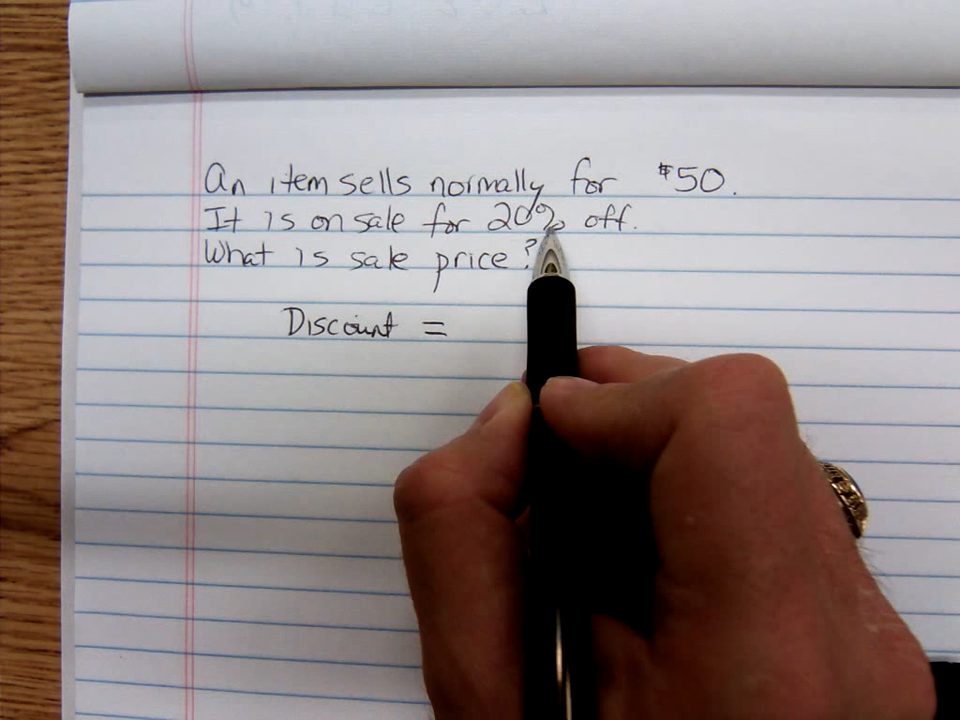 An item sells normally for $50.
It is on sale for 20% off.
What is sale price?
Discount =